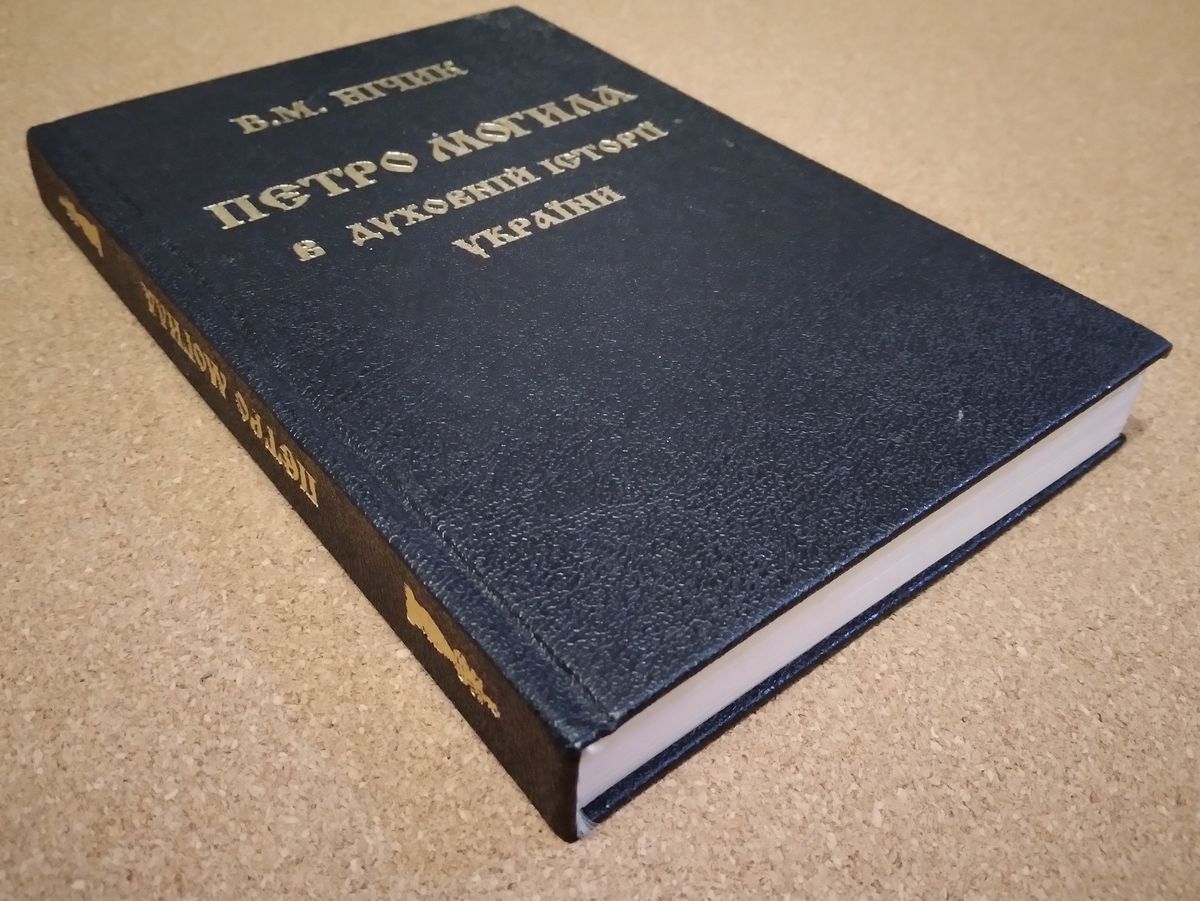 В.М. НІЧИК
ПЕТРО МОГИЛА
В ДУХОВНІЙ ІСТОРІЇ
УКРАЇНИ
ПЕТРО МОГИЛА